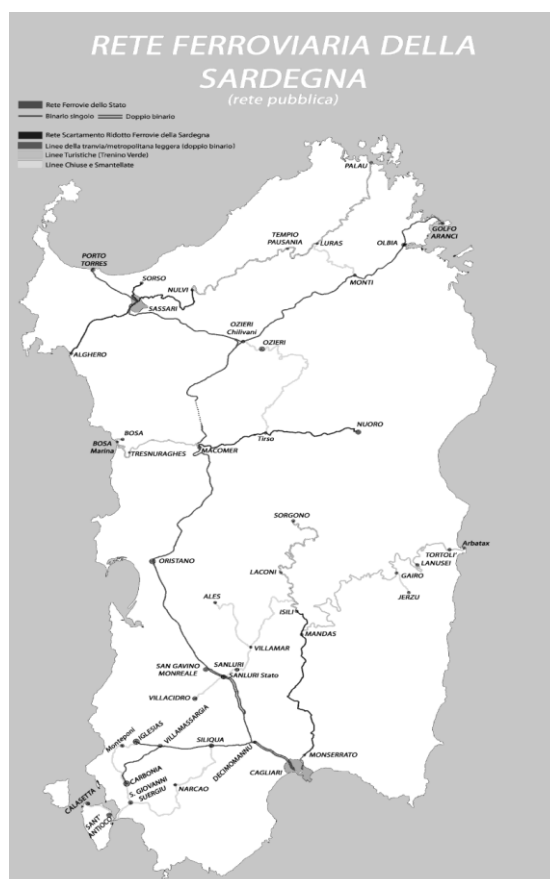 RETE FERROVIARIA DELLA
SARDEGNA
(rete pubblica)
Rete Ferrovie dello Stato
Binario singolo
Doppio binario
Rete Scartamento Ridotto Ferrovie della Sardegna
Linee della tranvia/metropolitana leggera (doppio binario)
Linee Turistiche (Trenino Verde)
Linee Chiuse e Smantellate
PALAU
TEMPIO
PAUSANIA
LURAS
OLBIA
GOLFO
ARANCI
PORTO
TORRES
SORSO
NULVI
MONTI
SASSARI
OZIERI
Chilivani
OZIERI
ALGHERO
BOSA
BOSA
Marina
TRESNURAGHES
MACOMER
Tirso
NUORO
SORGONO
Arbatax
TORTOLI'
LANUSEI
ORISTANO
LACONI
GAIRO
JERZU
ALES
ISILI
MANDAS
VILLAMAR
SAN GAVINO
MONREALE
SANLURI
SANLURI Stato
VILLACIDRO
VILLAMASSARGIA
Monteponi
IGLESIAS
SILIQUA
DECIMOMANNU
MONSERRATO
CAGLIARI
CARBONIA
S. GIOVANNI
SUERGIU
NARCAO
CALASETTA
SANT'
ANTIOCO